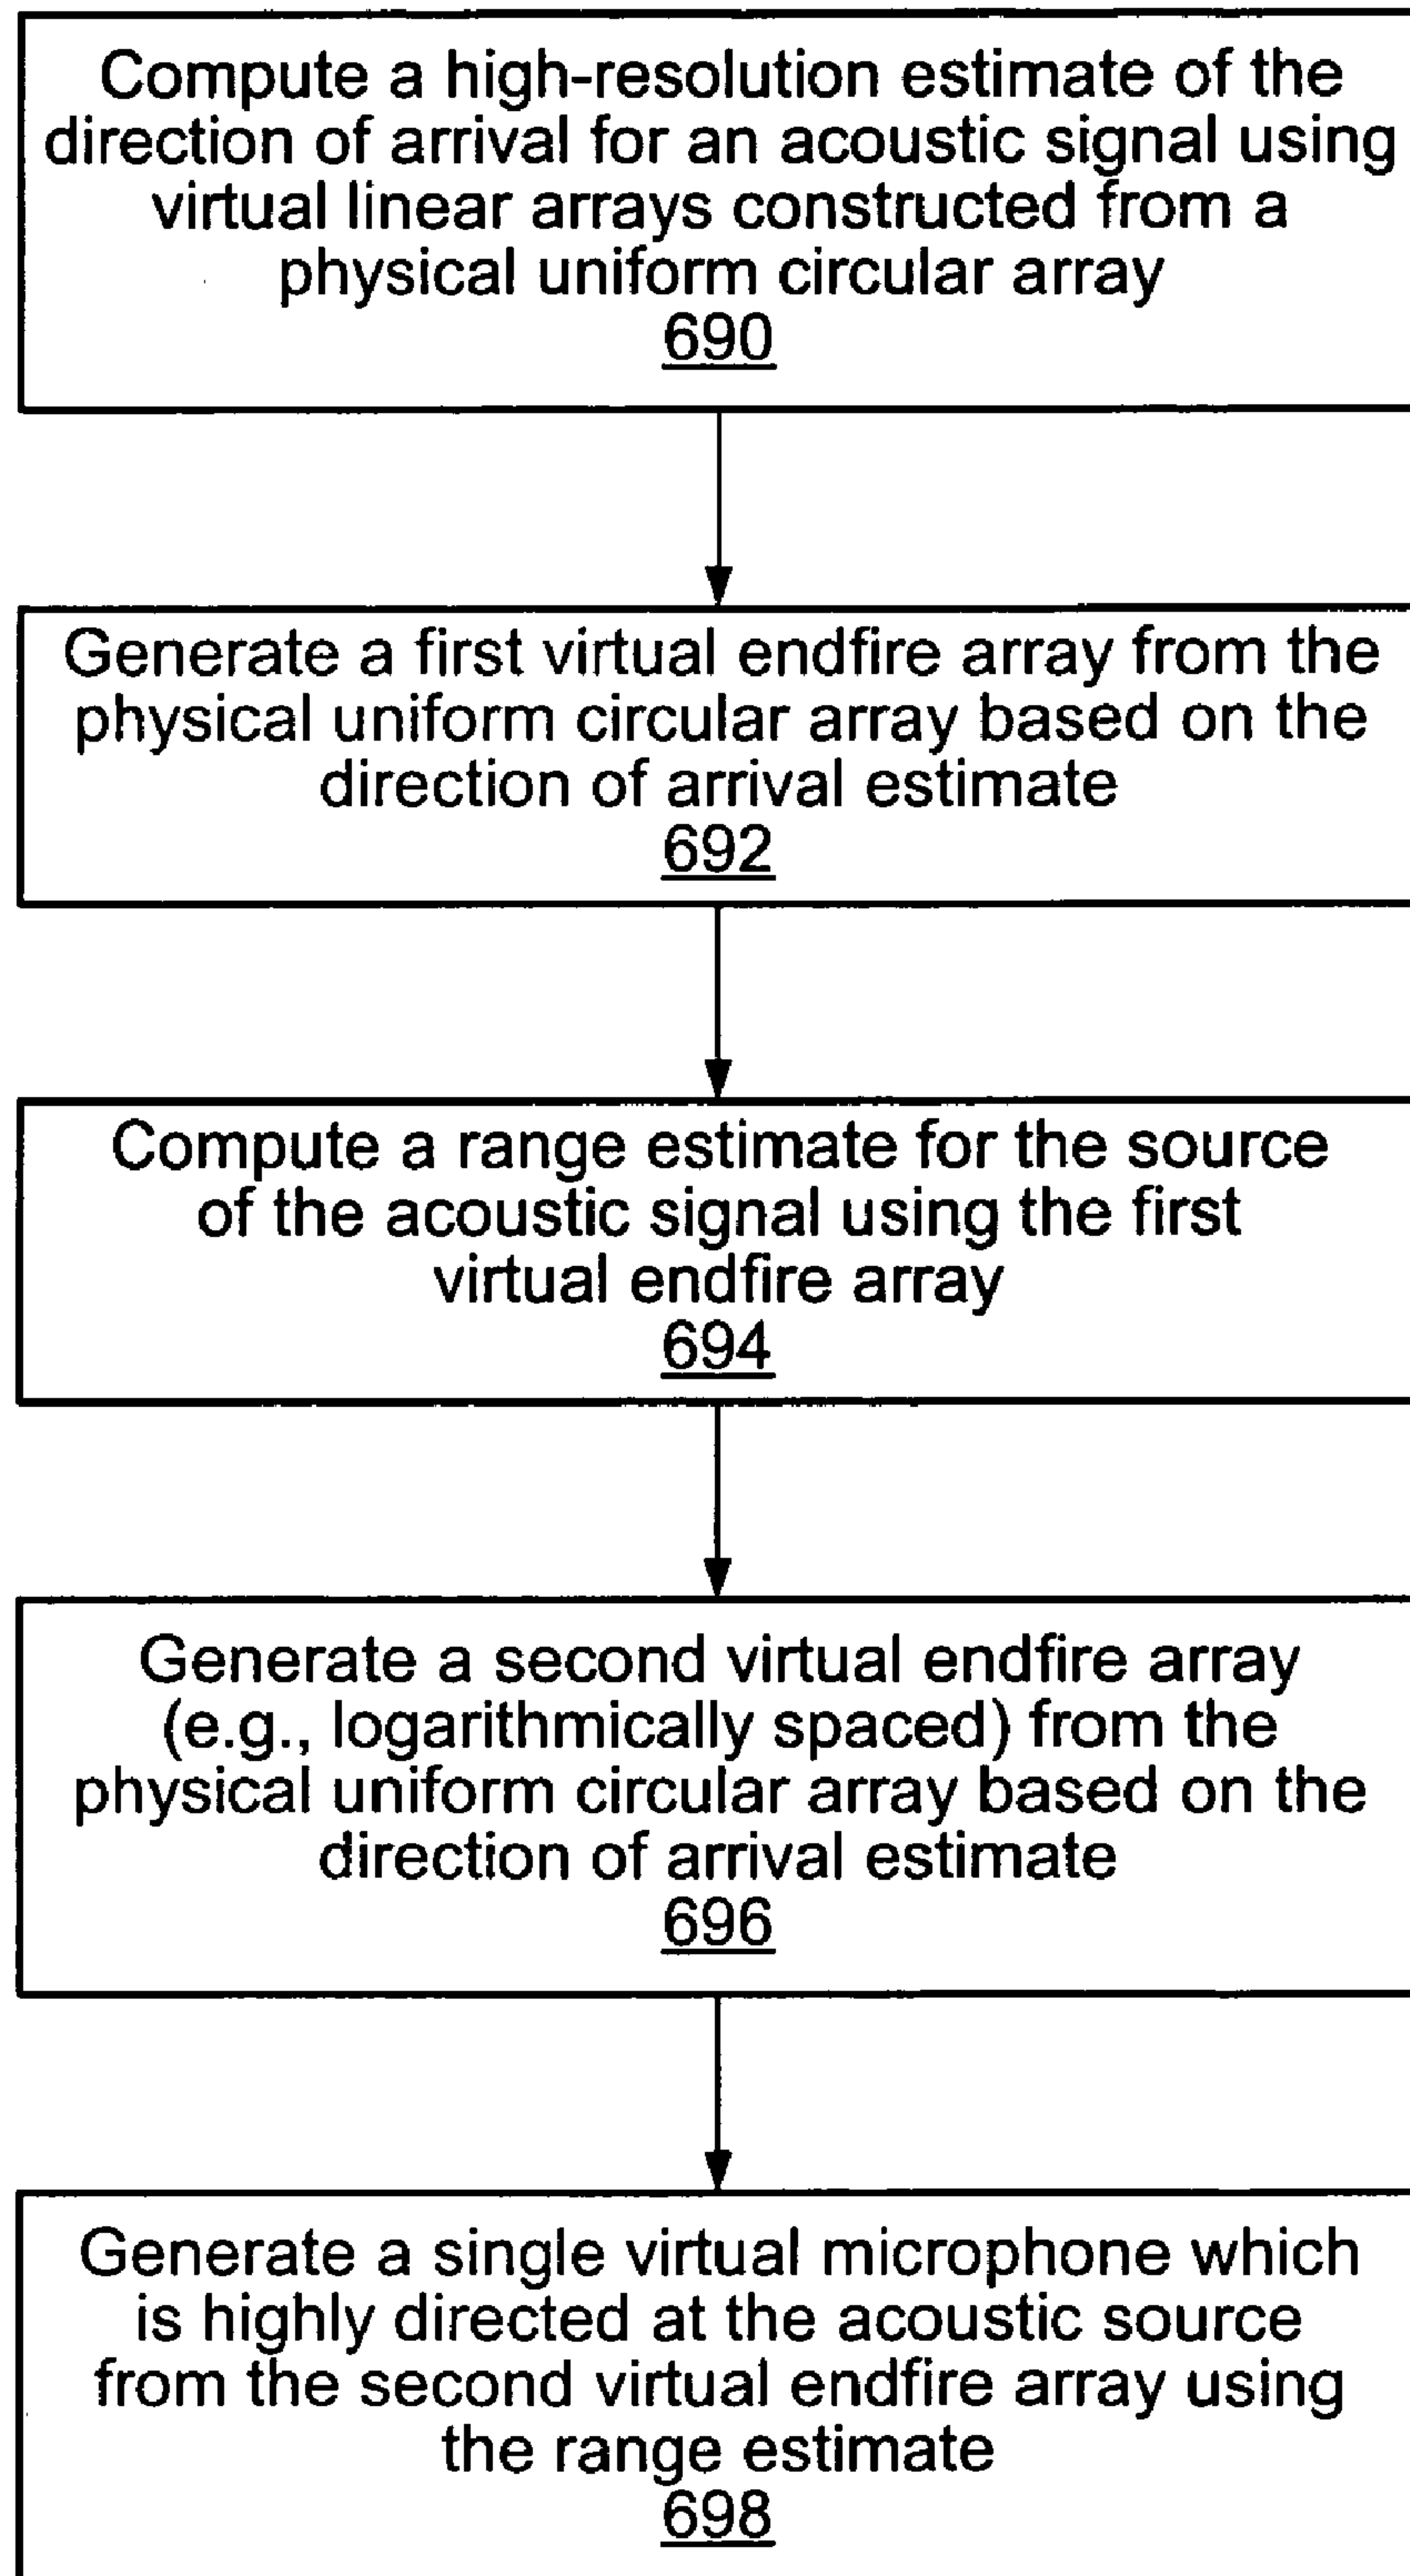 Compute a high-resolution estimate of the
direction of arrival for an acoustic signal using
virtual linear arrays constructed from a
physical uniform circular array
690
Generate a first virtual endfire array from the
physical uniform circular array based on the
direction of arrival estimate
692
Compute a range estimate for the source
of the acoustic signal using the first
virtual endfire array
694
Generate a second virtual endfire array
(e.g., logarithmically spaced) from the
physical uniform circular array based on the
direction of arrival estimate
696
Generate a single virtual microphone which
is highly directed at the acoustic source
from the second virtual endfire array using
the range estimate
698